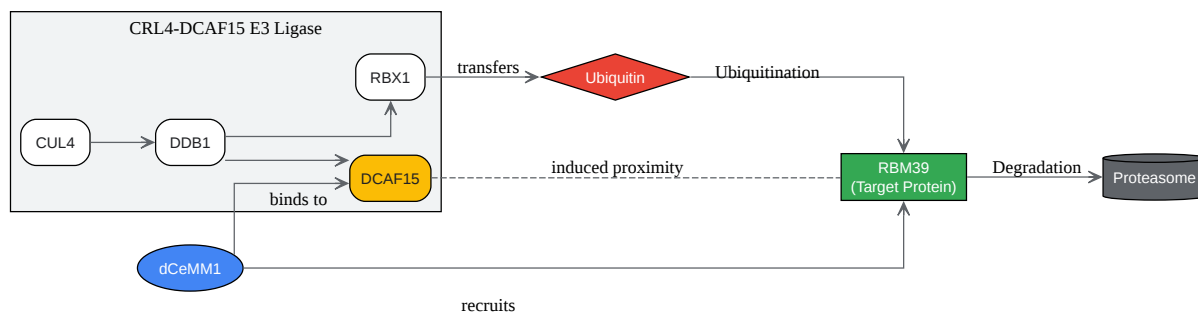 CRL4-DCAF15 E3 Ligase
RBX1
transfers
Ubiquitin
Ubiquitination
CUL4
DDB1
DCAF15
induced proximity
RBM39
(Target Protein)
Degradation
Proteasome
binds to
dCeMM1
recruits